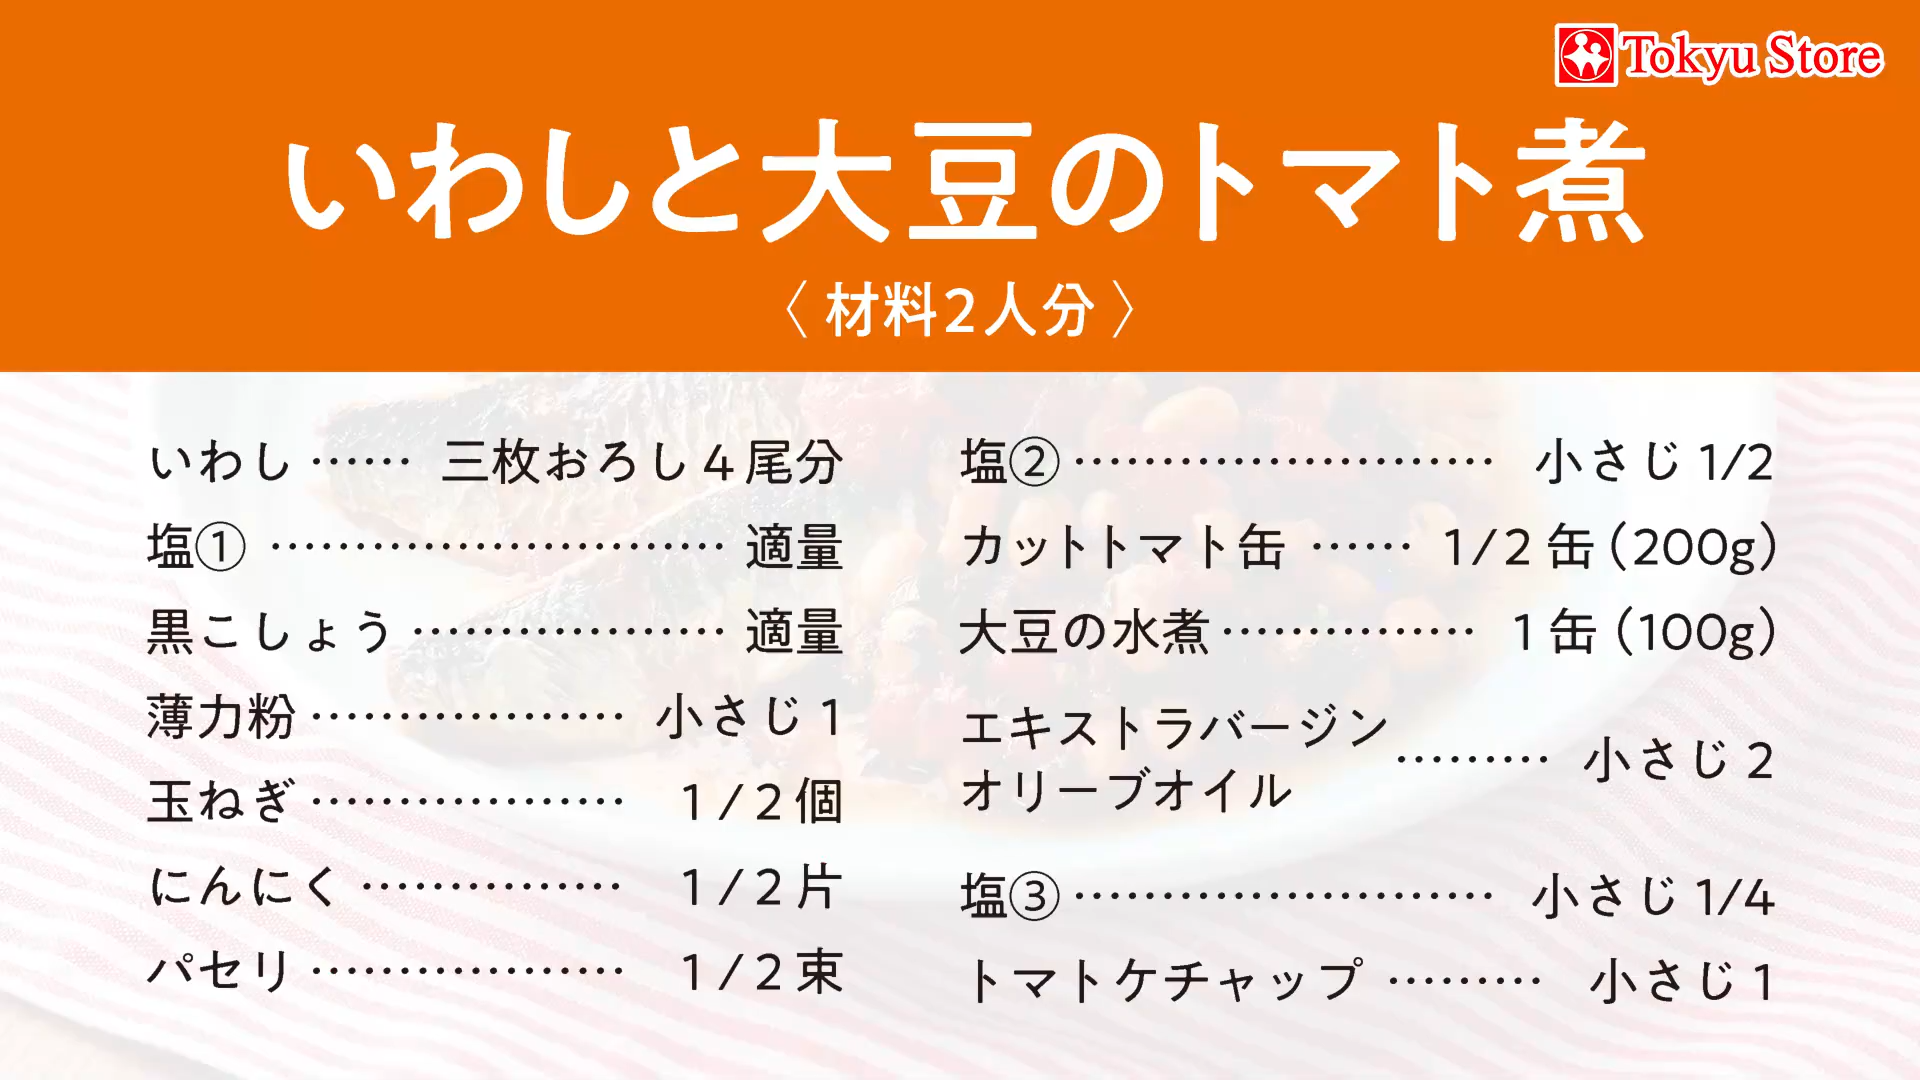 Tokyu Store
いわしと大豆のトマト煮
〈材料2人分〉
いわし …… 三枚おろし4尾分
塩① ………………………… 適量
黒こしょう ………………… 適量
薄力粉 ………………… 小さじ1
玉ねぎ ………………… 1/2個
にんにく …………… 1/2片
パセリ ………………… 1/2束
塩② ……………………… 小さじ1/2
カットトマト缶 …… 1/2缶(200g)
大豆の水煮 …………… 1缶(100g)
エキストラバージン
オリーブオイル ……… 小さじ2
塩③ ……………………… 小さじ1/4
トマトケチャップ ……… 小さじ1